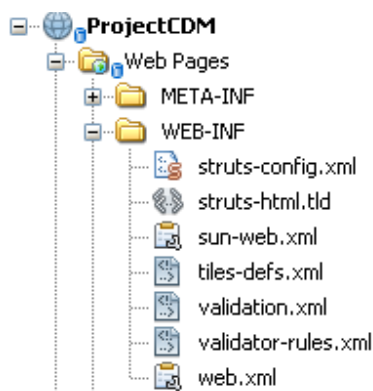 ProjectCDM
Web Pages
META-INF
WEB-INF
struts-config.xml
struts-html.tld
sun-web.xml
tiles-defs.xml
validation.xml
validator-rules.xml
web.xml